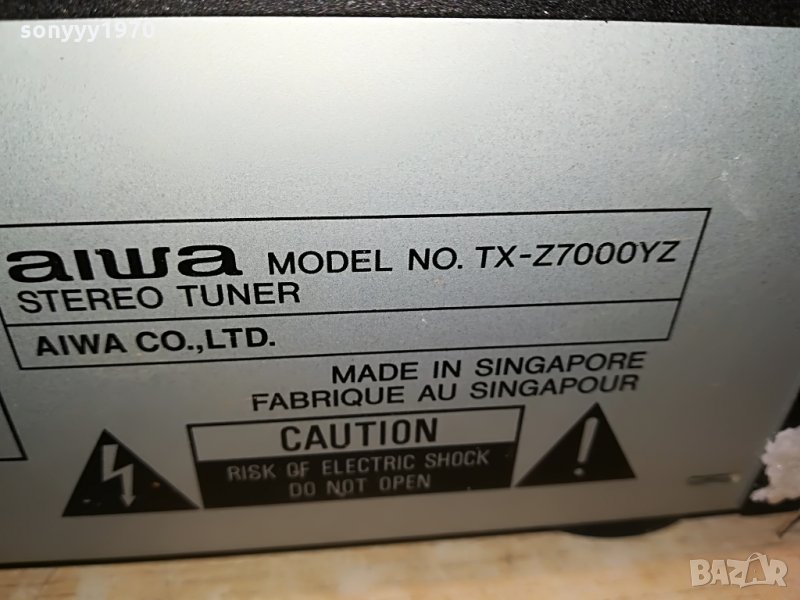 sonyyy1970
aiwa MODEL NO. TX-Z7000YZ
STEREO TUNER
AIWA CO.,LTD.
MADE IN SINGAPORE
FABRIQUE AU SINGAPOUR
CAUTION
RISK OF ELECTRIC SHOCK
DO NOT OPEN
BAZAR